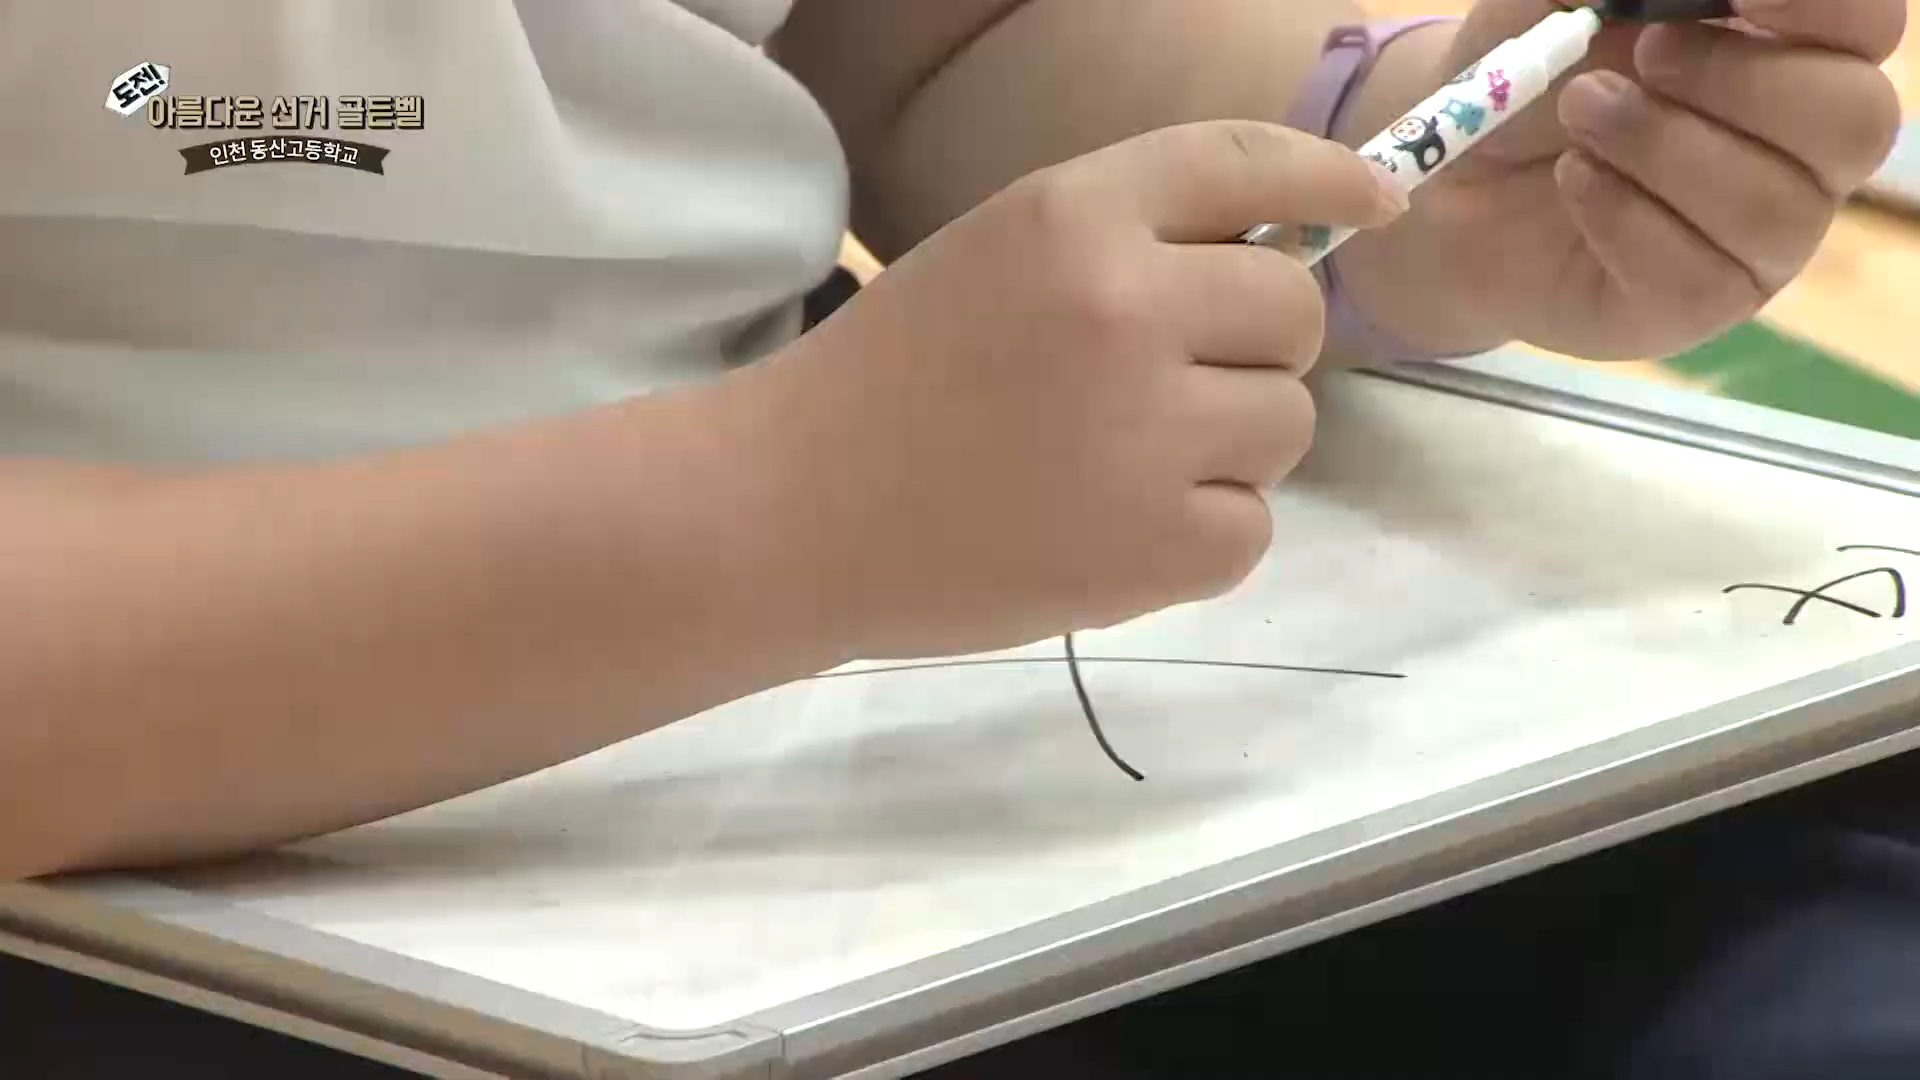 도전!
아름다운 선거 골든벨
인천 동산고등학교